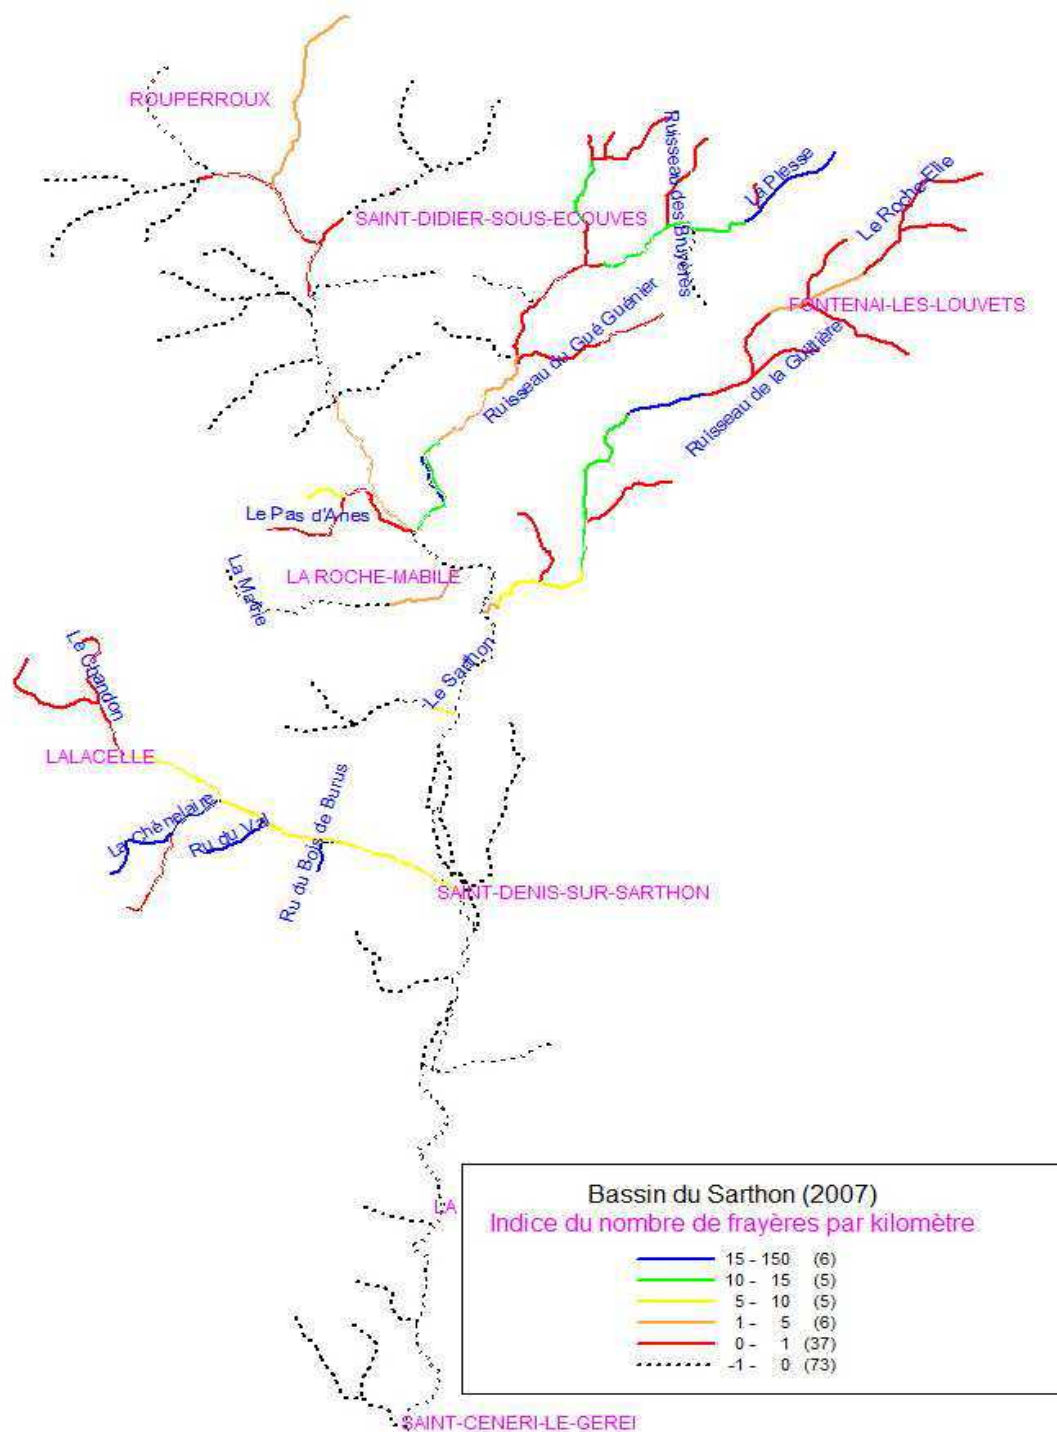 ROUPERROUX
Ruisseau des Bruyères
La Plesse
Le Roche Elie
SAINT-DIDIER-SOUS-ECOUVES
FONTENAI-LES-LOUVETS
Ruisseau du Gué Guénier
Ruisseau de la Guittière
Le Pas d'Anes
LA ROCHE-MABILE
La Mairie
Le Sarthon
Le Chandon
LALACELLE
La Chênelaire
Ru du Val
Ru du Bois de Burus
SAINT-DENIS-SUR-SARTHON
LA
Bassin du Sarthon (2007)
Indice du nombre de frayères par kilomètre
15 - 150 (6)
10 - 15 (5)
5 - 10 (5)
1 - 5 (6)
0 - 1 (37)
-1 - 0 (73)
SAINT-CENERI-LE-GEREI